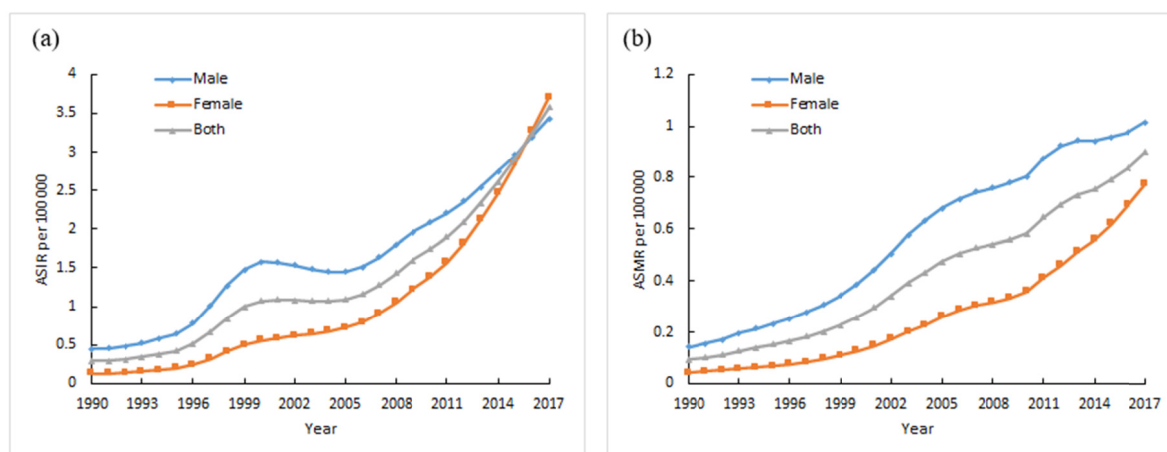 (a)
4
3.5
3
2.5
2
1.5
1
0.5
0
ASIR per 100 000
Male
Female
Both
1990 1993 1996 1999 2002 2005 2008 2011 2014 2017
Year
(b)
1.2
1
0.8
0.6
0.4
0.2
0
ASMR per 100 000
Male
Female
Both
1990 1993 1996 1999 2002 2005 2008 2011 2014 2017
Year